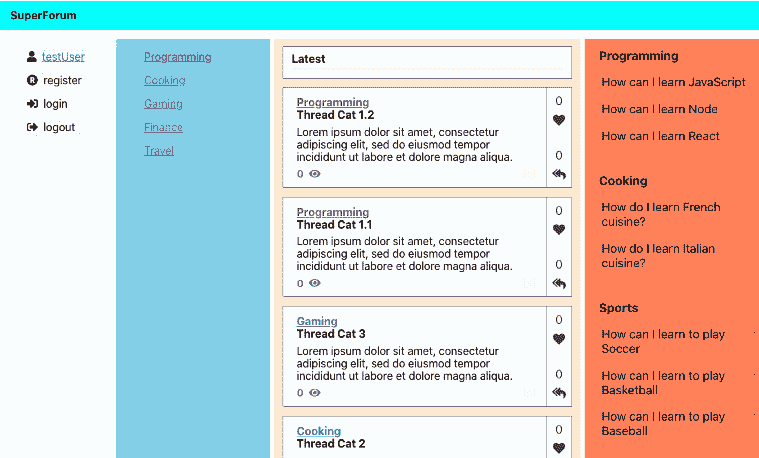 SuperForum
testUser
register
login
logout
Programming
Cooking
Gaming
Finance
Travel
Latest
Programming
Thread Cat 1.2
Lorem ipsum dolor sit amet, consectetur
adipiscing elit, sed do eiusmod tempor
incididunt ut labore et dolore magna aliqua.
0
0
0
Programming
Thread Cat 1.1
Lorem ipsum dolor sit amet, consectetur
adipiscing elit, sed do eiusmod tempor
incididunt ut labore et dolore magna aliqua.
0
0
0
Gaming
Thread Cat 3
Lorem ipsum dolor sit amet, consectetur
adipiscing elit, sed do eiusmod tempor
incididunt ut labore et dolore magna aliqua.
0
0
0
Cooking
Thread Cat 2
0
Programming
How can I learn JavaScript
How can I learn Node
How can I learn React
Cooking
How do I learn French
cuisine?
How do I learn Italian
cuisine?
Sports
How can I learn to play
Soccer
How can I learn to play
Basketball
How can I learn to play
Baseball